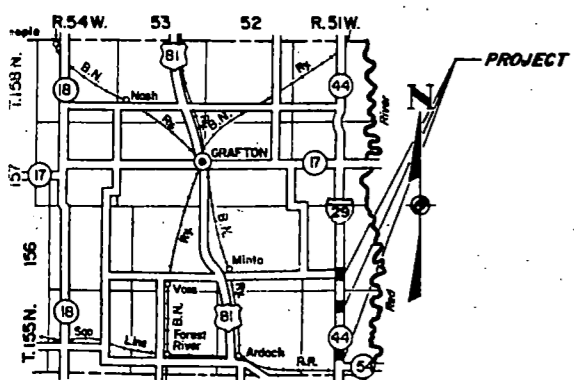 R.54W. 53 52 R.51W.
81
PROJECT
B.N.
Ry.
T.158 N.
18
Nash
44
N
B.N.
River
Ry.
GRAFTON
17
17
157
29
B.N.
Ry.
156
Minto
Voss
Red
18
B.N.
81
Forest
River
44
T.155 N.
Soo
Line
Ardoch
R.R.
54